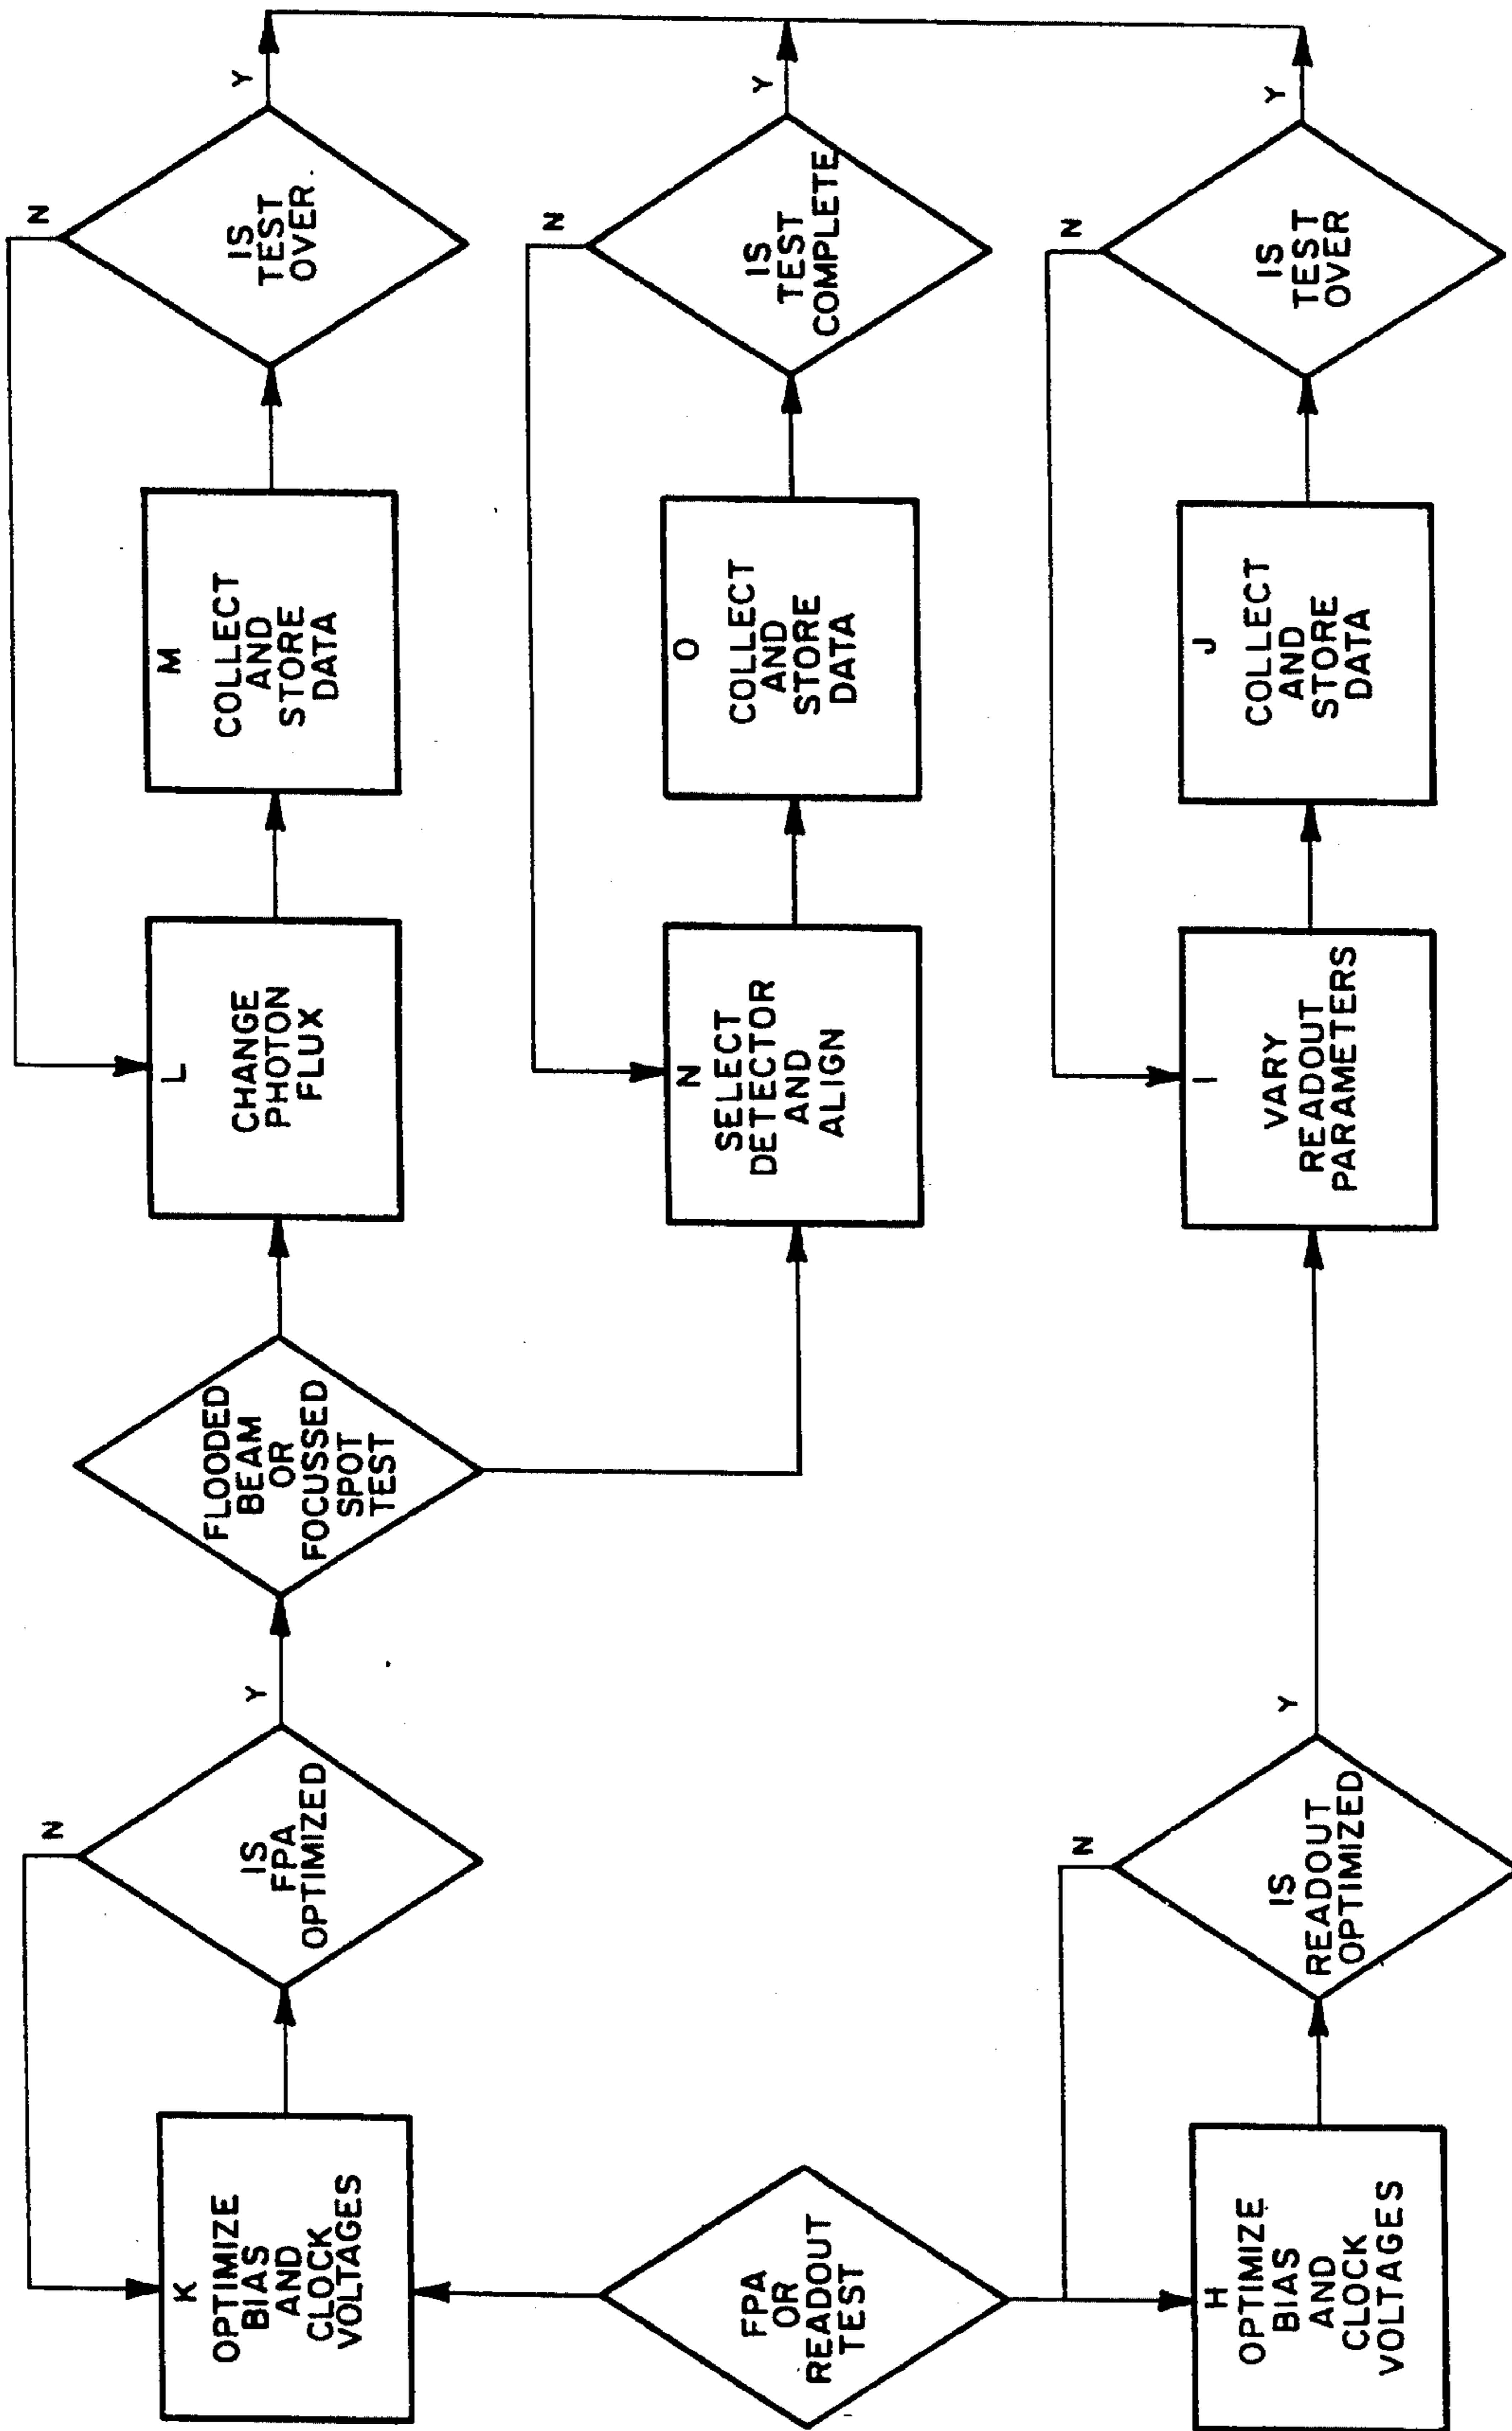 K
OPTIMIZE
BIAS
AND
CLOCK
VOLTAGES
N
IS
FPA
OPTIMIZED
Y
FLOODED
BEAM
OR
FOCUSSED
SPOT
TEST
L
CHANGE
PHOTON
FLUX
M
COLLECT
AND
STORE
DATA
N
IS
TEST
OVER
Y
FPA
OR
READOUT
TEST
N
SELECT
DETECTOR
AND
ALIGN
O
COLLECT
AND
STORE
DATA
N
IS
TEST
COMPLETE
Y
H
OPTIMIZE
BIAS
AND
CLOCK
VOLTAGES
N
IS
READOUT
OPTIMIZED
Y
I
VARY
READOUT
PARAMETERS
J
COLLECT
AND
STORE
DATA
N
IS
TEST
OVER
Y